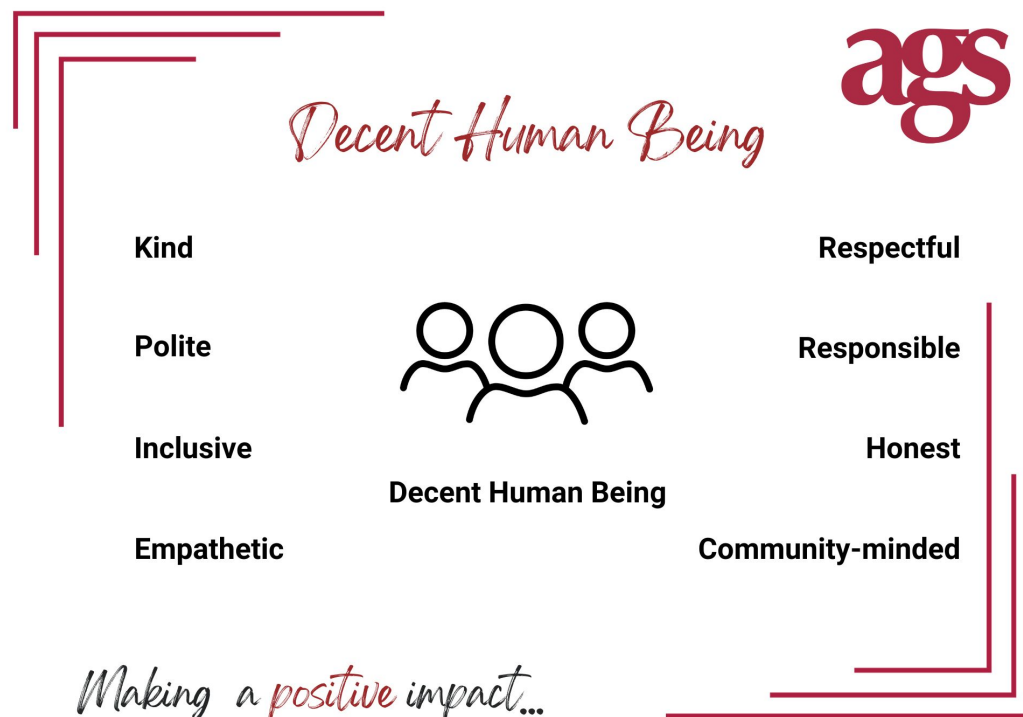 ags
Decent Human Being
Kind
Respectful
Polite
Responsible
Inclusive
Honest
Decent Human Being
Empathetic
Community-minded
Making a positive impact...